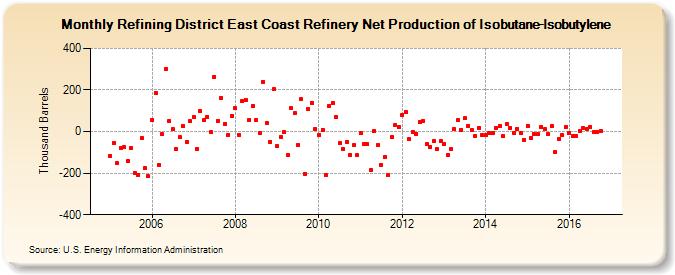 Monthly Refining District East Coast Refinery Net Production of Isobutane-Isobutylene
Thousand Barrels
400
200
0
-200
-400
2006 2008 2010 2012 2014 2016
Source: U.S. Energy Information Administration